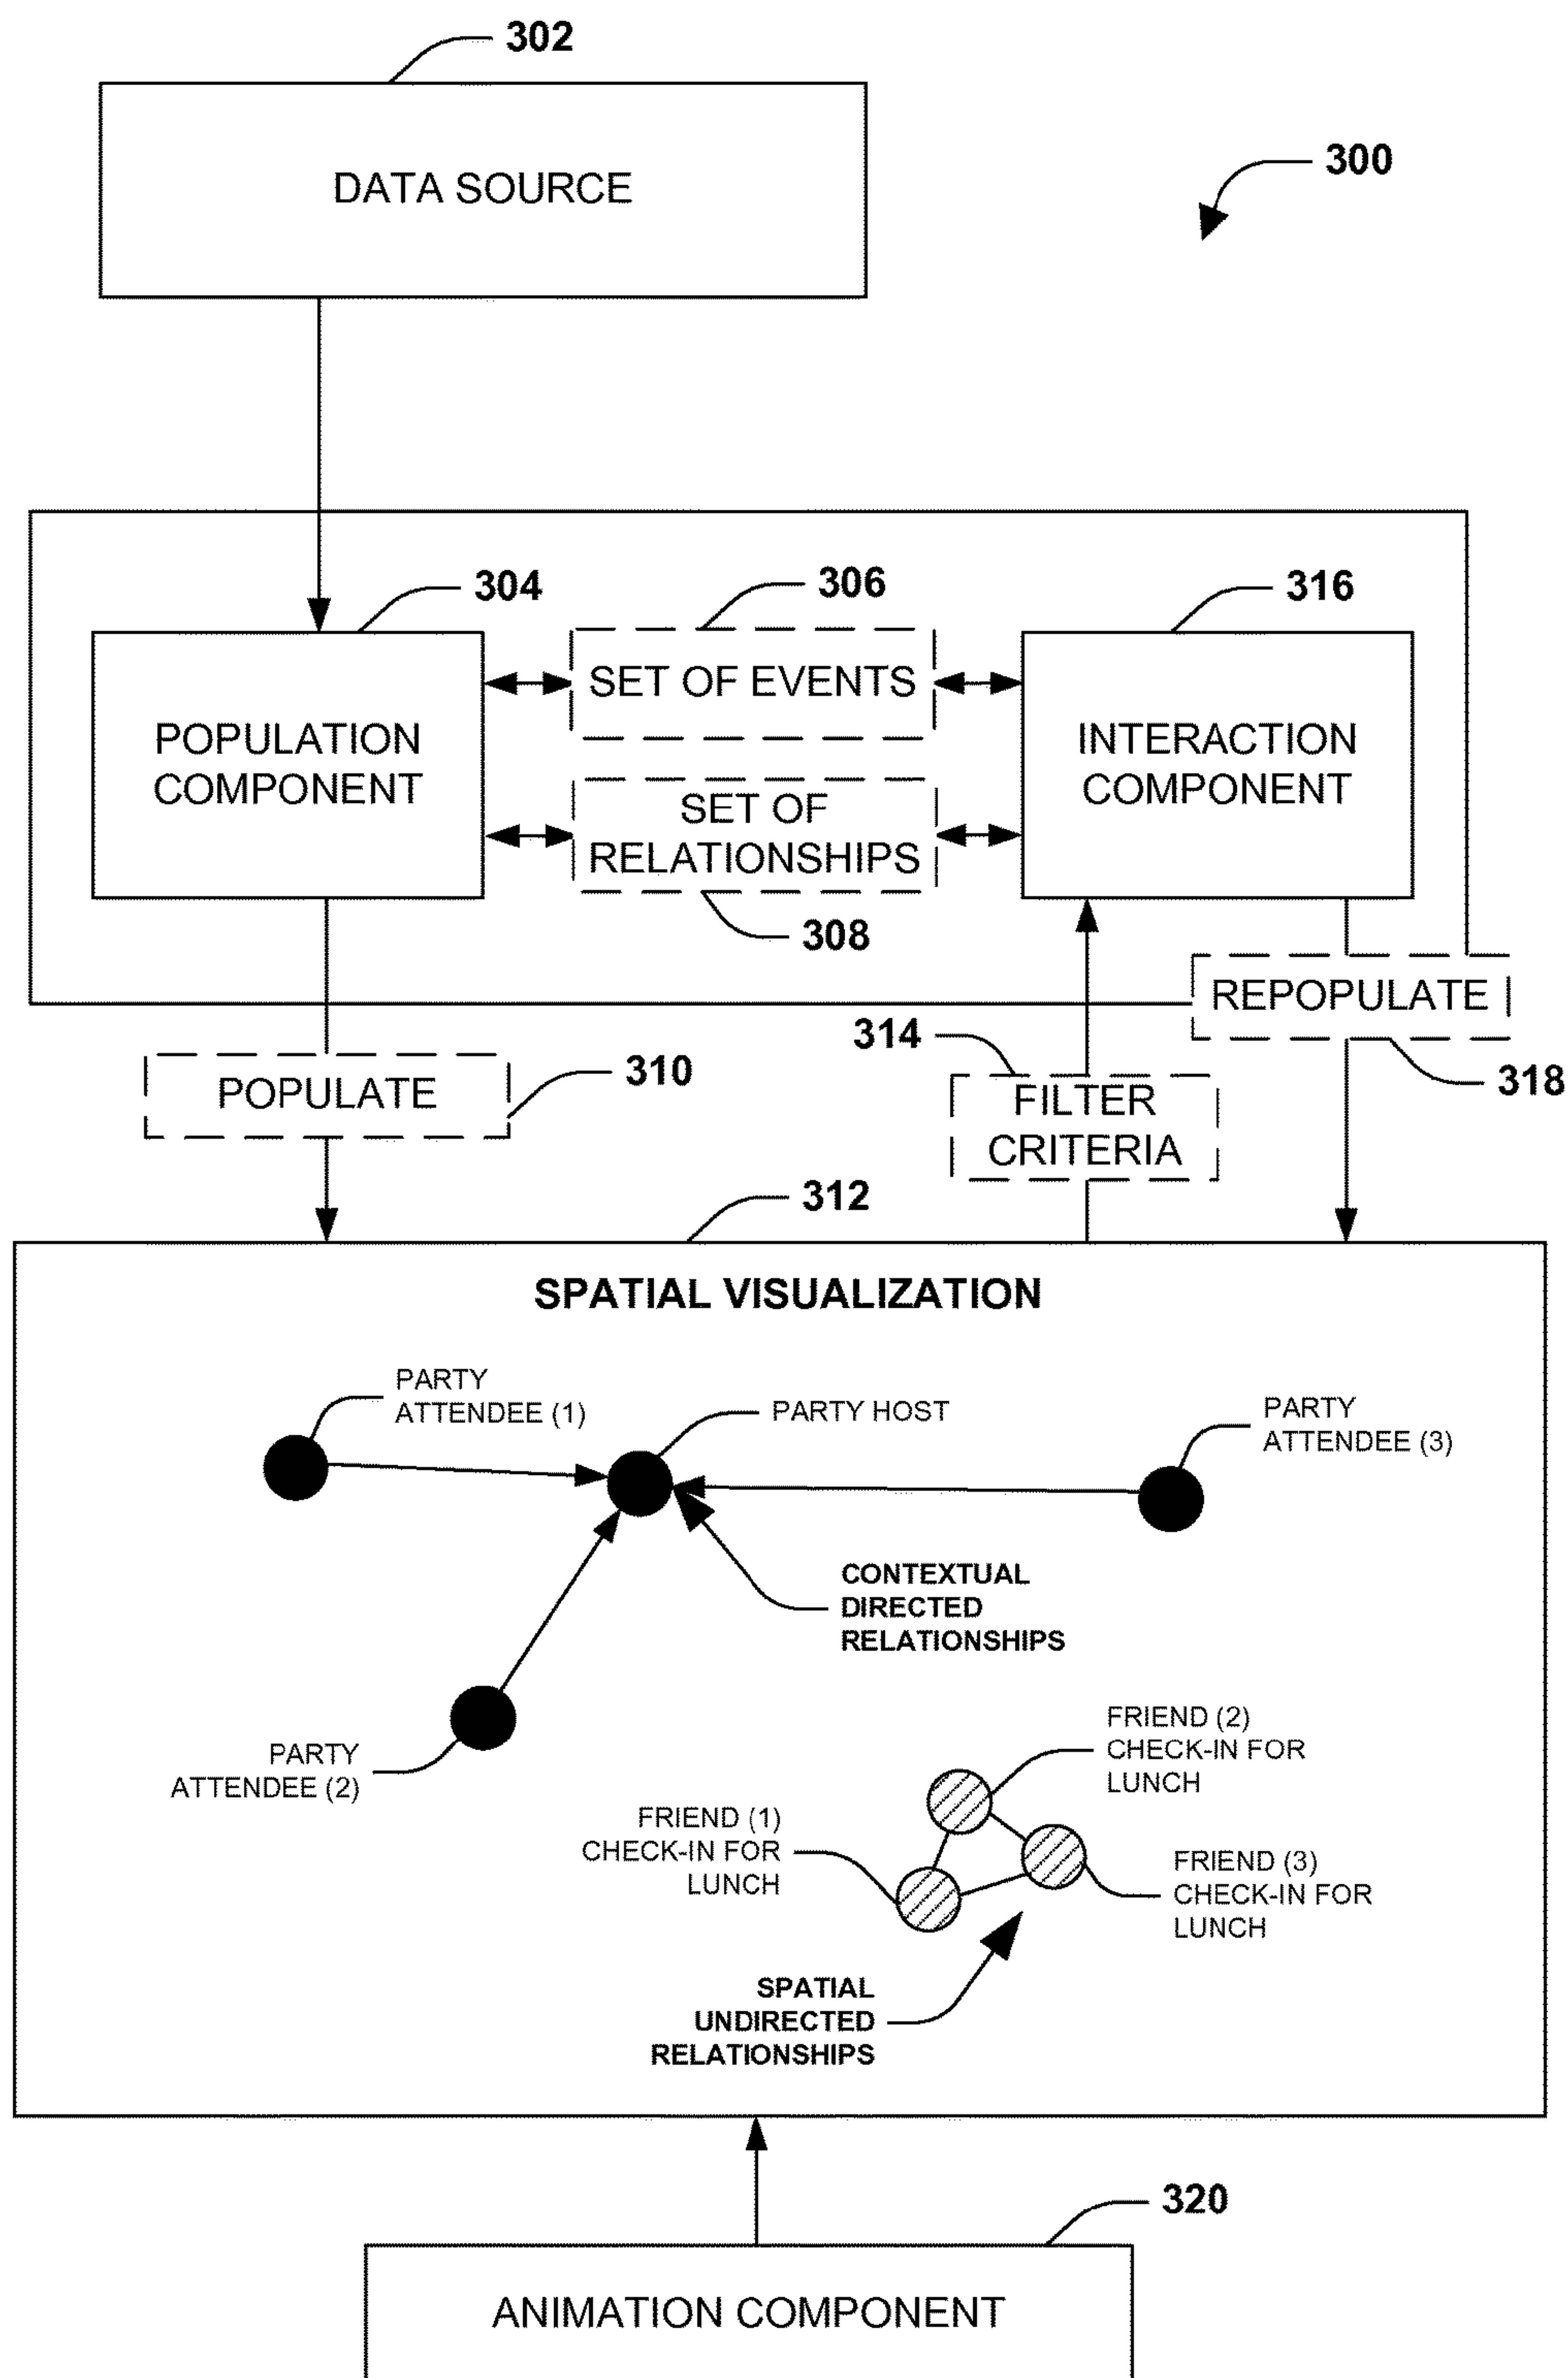 302
DATA SOURCE
300
304
306
316
SET OF EVENTS
POPULATION
COMPONENT
INTERACTION
COMPONENT
SET OF
RELATIONSHIPS
308
REPOPULATE
314
318
310
POPULATE
FILTER
CRITERIA
312
SPATIAL VISUALIZATION
PARTY
ATTENDEE (1)
PARTY HOST
PARTY
ATTENDEE (3)
CONTEXTUAL
DIRECTED
RELATIONSHIPS
PARTY
ATTENDEE (2)
FRIEND (2)
CHECK-IN FOR
LUNCH
FRIEND (1)
CHECK-IN FOR
LUNCH
FRIEND (3)
CHECK-IN FOR
LUNCH
SPATIAL
UNDIRECTED
RELATIONSHIPS
320
ANIMATION COMPONENT